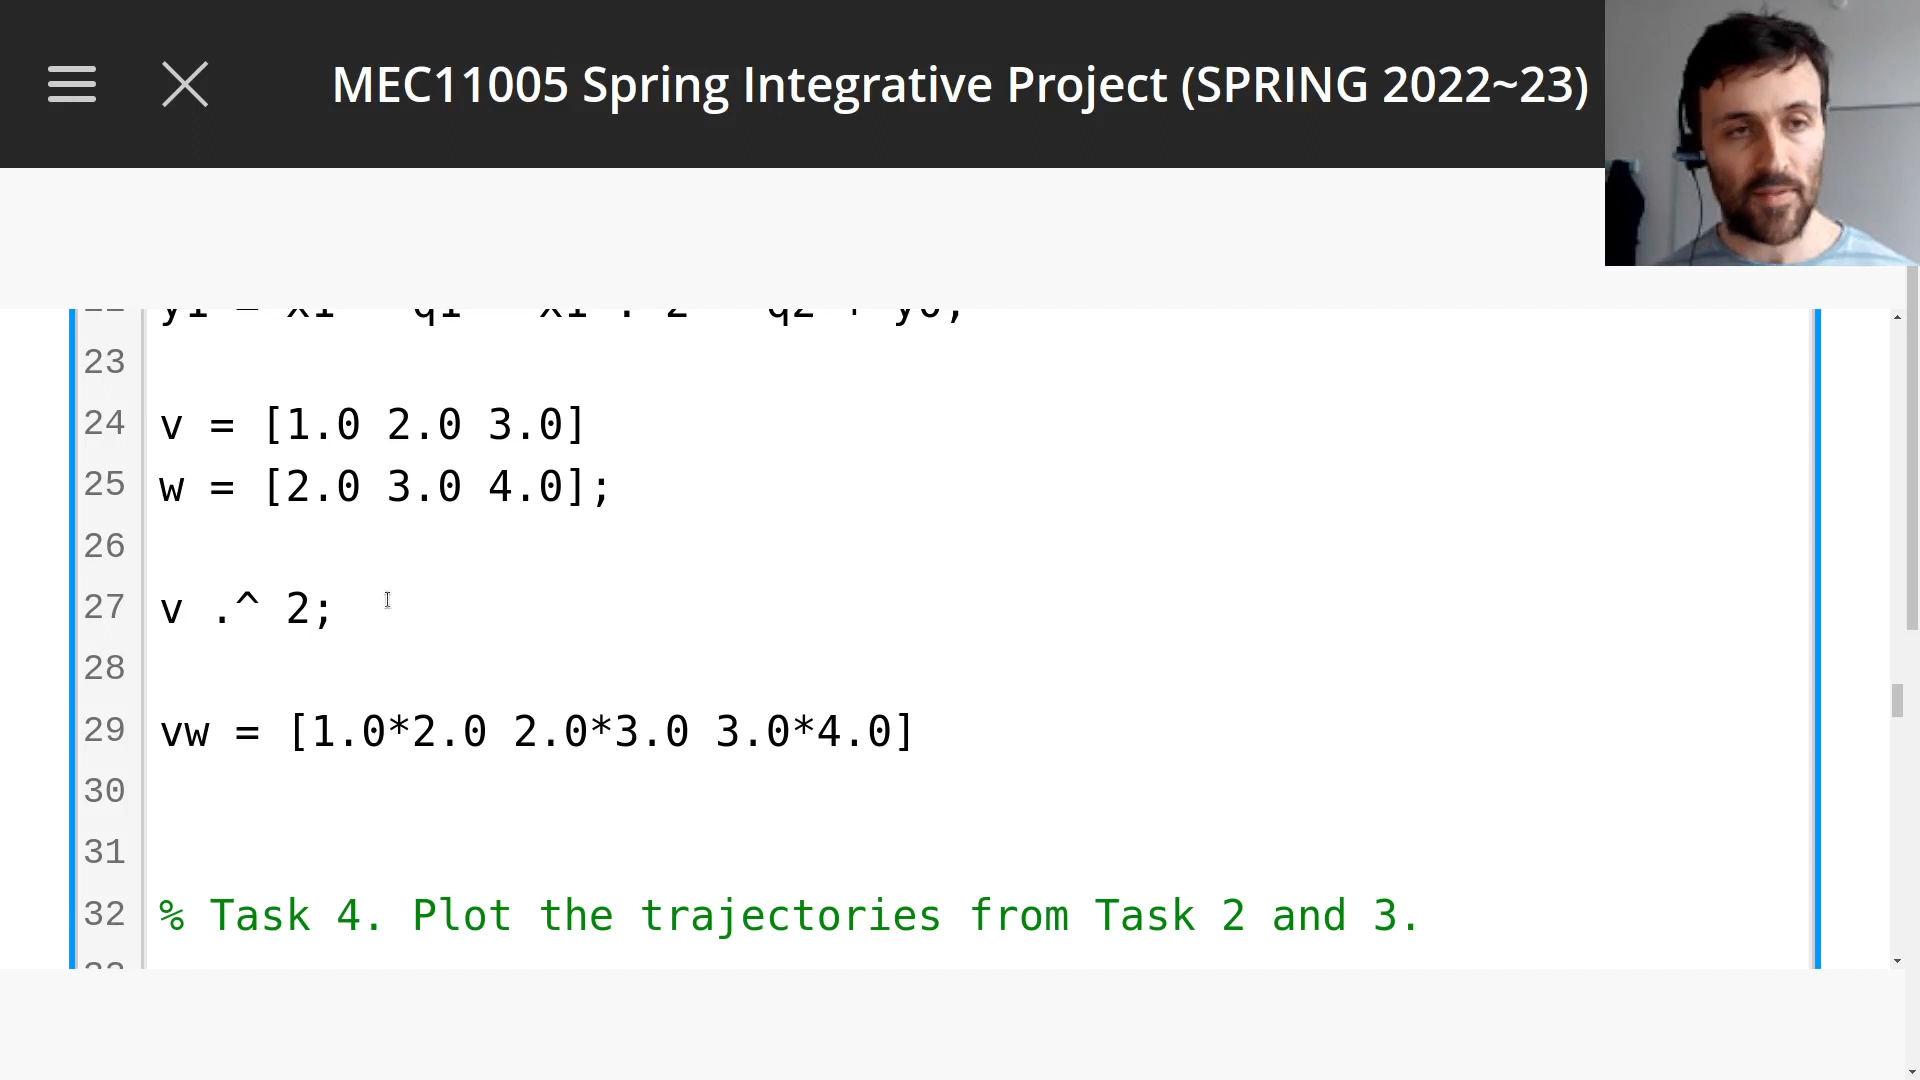 MEC11005 Spring Integrative Project (SPRING 2022~23)
23
24 v = [1.0 2.0 3.0]
25 w = [2.0 3.0 4.0];
26
27 v .^ 2;
28
29 vw = [1.0*2.0 2.0*3.0 3.0*4.0]
30
31
32 % Task 4. Plot the trajectories from Task 2 and 3.